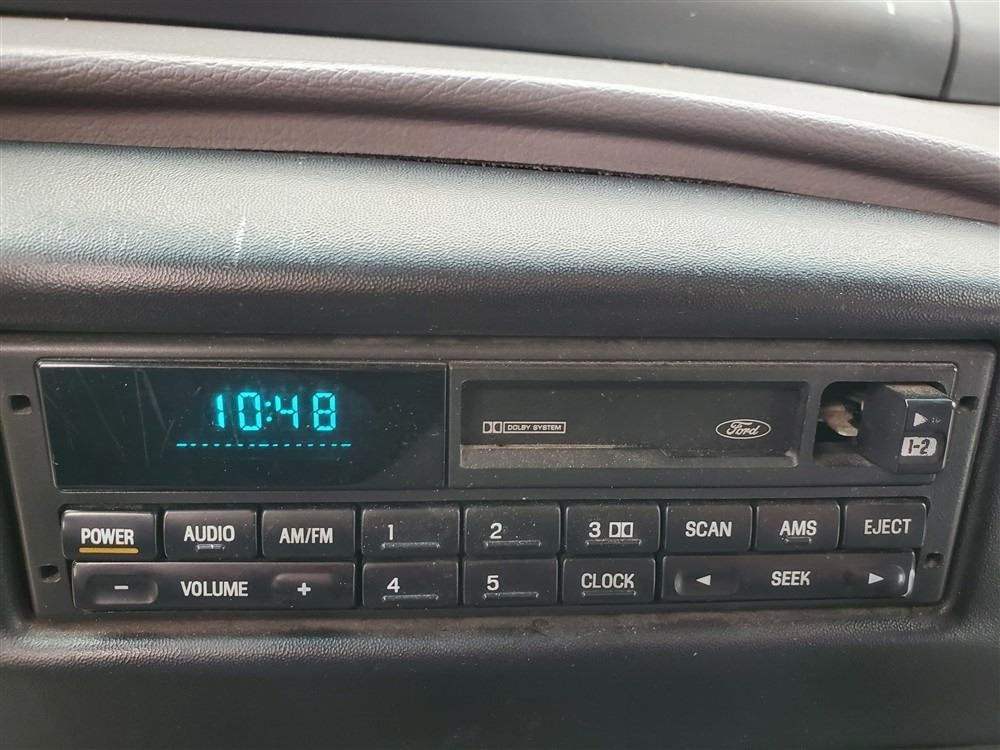 10:48
DOLBY SYSTEM
Ford
1-2
POWER
AUDIO
AM/FM
1
2
3
SCAN
AMS
EJECT
- VOLUME +
4
5
CLOCK
SEEK